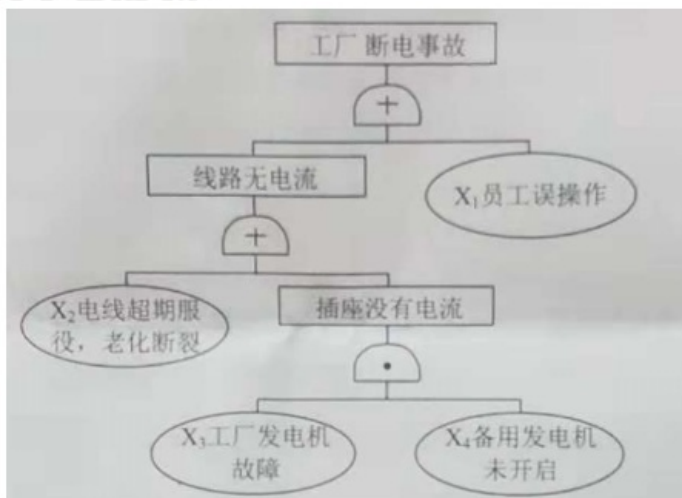 工厂 断电事故
+
线路无电流
X₁员工误操作
+
X₂电线超期服
役，老化断裂
插座没有电流
·
X₃工厂发电机
故障
X₄备用发电机
未开启